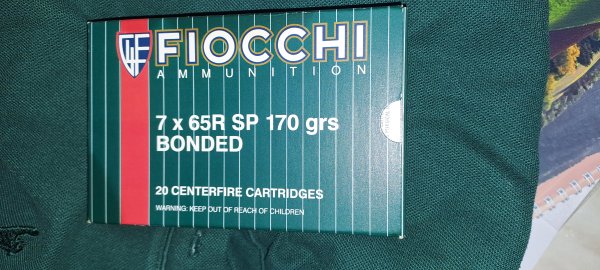 FIOCCHI
AMMUNITION
7 x 65R SP 170 grs
BONDED
20 CENTERFIRE CARTRIDGES
WARNING: KEEP OUT OF REACH OF CHILDREN